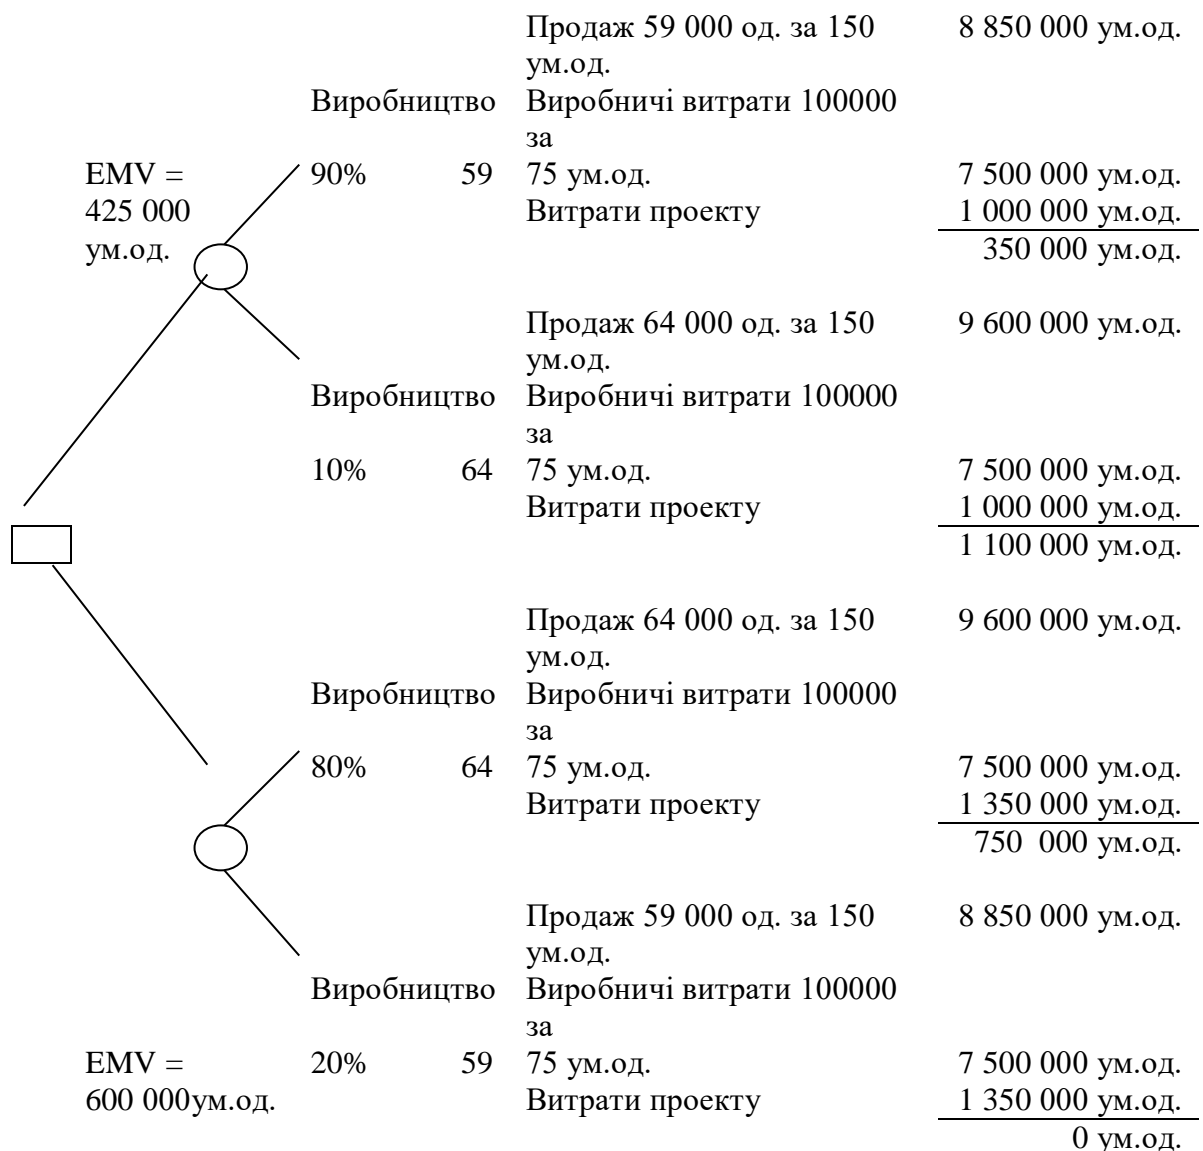 Продаж 59 000 од. за 150 8 850 000 ум.од.
ум.од.
Виробництво Виробничі витрати 100000
за
EMV = 90% 59 75 ум.од. 7 500 000 ум.од.
425 000 Витрати проекту 1 000 000 ум.од.
ум.од. 350 000 ум.од.
Продаж 64 000 од. за 150 9 600 000 ум.од.
ум.од.
Виробництво Виробничі витрати 100000
за
10% 64 75 ум.од. 7 500 000 ум.од.
Витрати проекту 1 000 000 ум.од.
1 100 000 ум.од.
Продаж 64 000 од. за 150 9 600 000 ум.од.
ум.од.
Виробництво Виробничі витрати 100000
за
80% 64 75 ум.од. 7 500 000 ум.од.
Витрати проекту 1 350 000 ум.од.
750 000 ум.од.
Продаж 59 000 од. за 150 8 850 000 ум.од.
ум.од.
Виробництво Виробничі витрати 100000
за
EMV = 20% 59 75 ум.од. 7 500 000 ум.од.
600 000ум.од. Витрати проекту 1 350 000 ум.од.
0 ум.од.